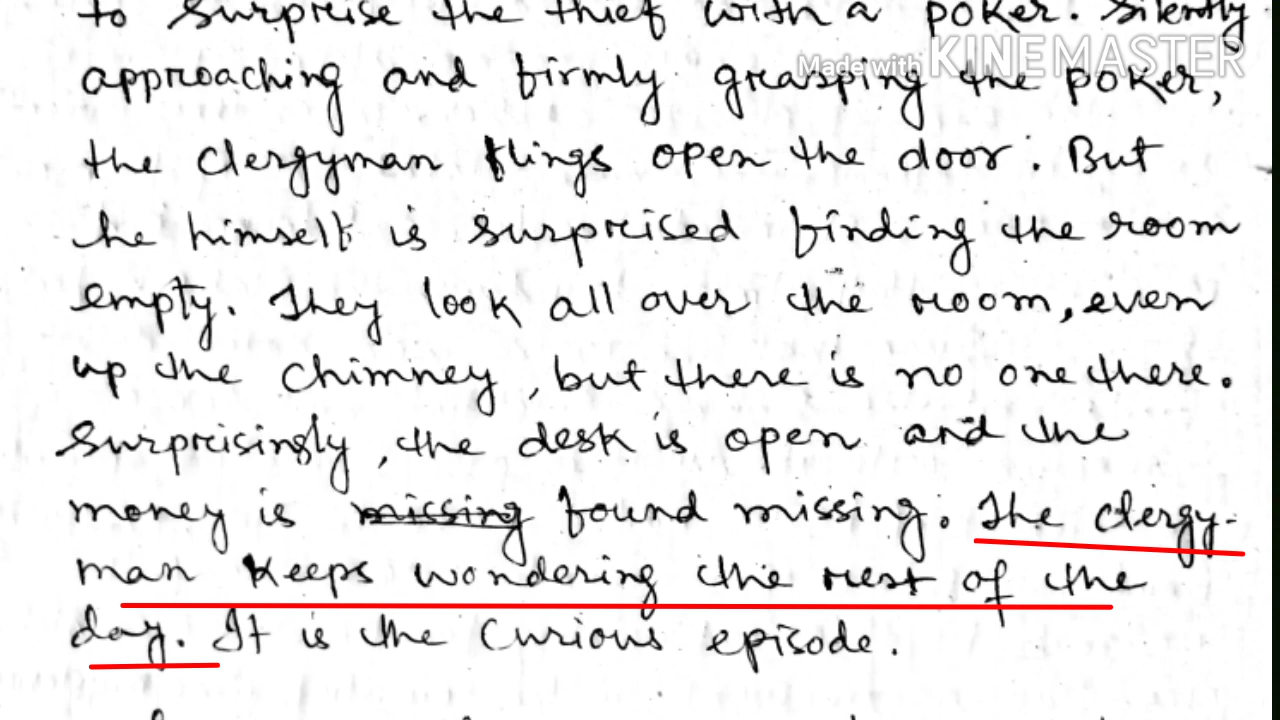 to surprise the thief with a poker. Silently
Made with KINEMASTER
approaching and firmly grasping the poker,
the clergyman flings open the door. But
he himself is surprised finding the room
empty. They look all over the room, even
up the chimney, but there is no one there.
Surprisingly, the desk is open and the
money is missing found missing. The clergy-
man keeps wondering the rest of the
day. It is the curious episode.